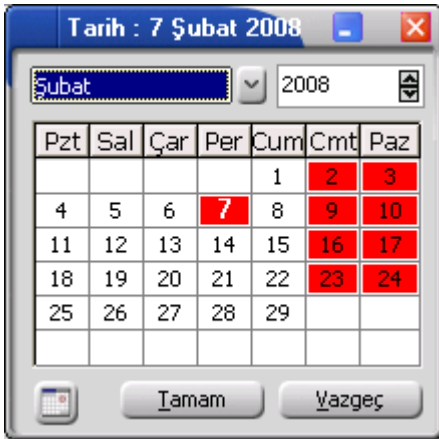 Tarih : 7 Şubat 2008
Şubat 2008
Pzt Sal Çar Per Cum Cmt Paz
1 2 3
4 5 6 7 8 9 10
11 12 13 14 15 16 17
18 19 20 21 22 23 24
25 26 27 28 29
Tamam Vazgeç